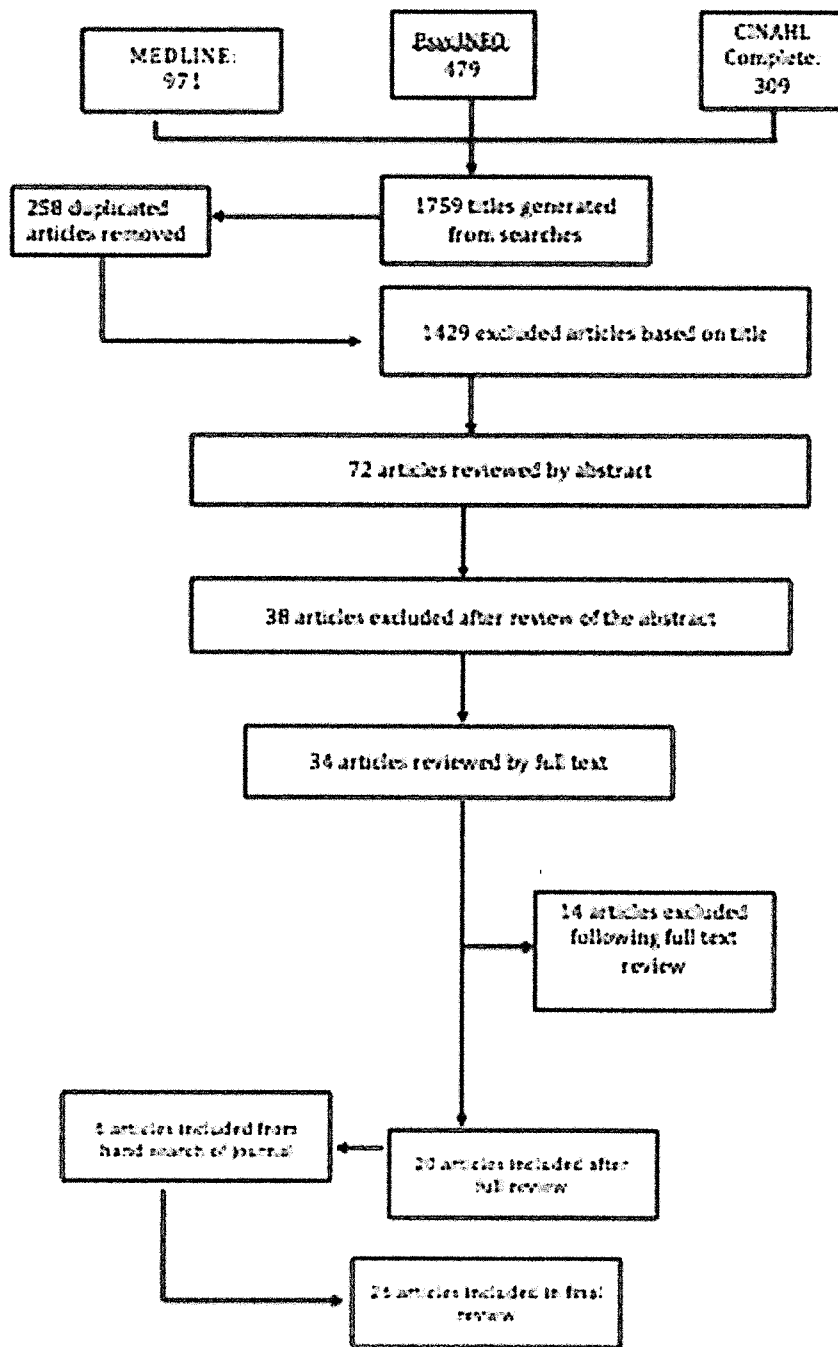 MEDLINE:
971
PsycINFO:
479
CINAHL
Complete:
309
258 duplicated
articles removed
1759 titles generated
from searches
1429 excluded articles based on title
72 articles reviewed by abstract
38 articles excluded after review of the abstract
34 articles reviewed by full text
14 articles excluded
following full text
review
articles included from
hand search of journal
20 articles included after
full review
articles included in final
review